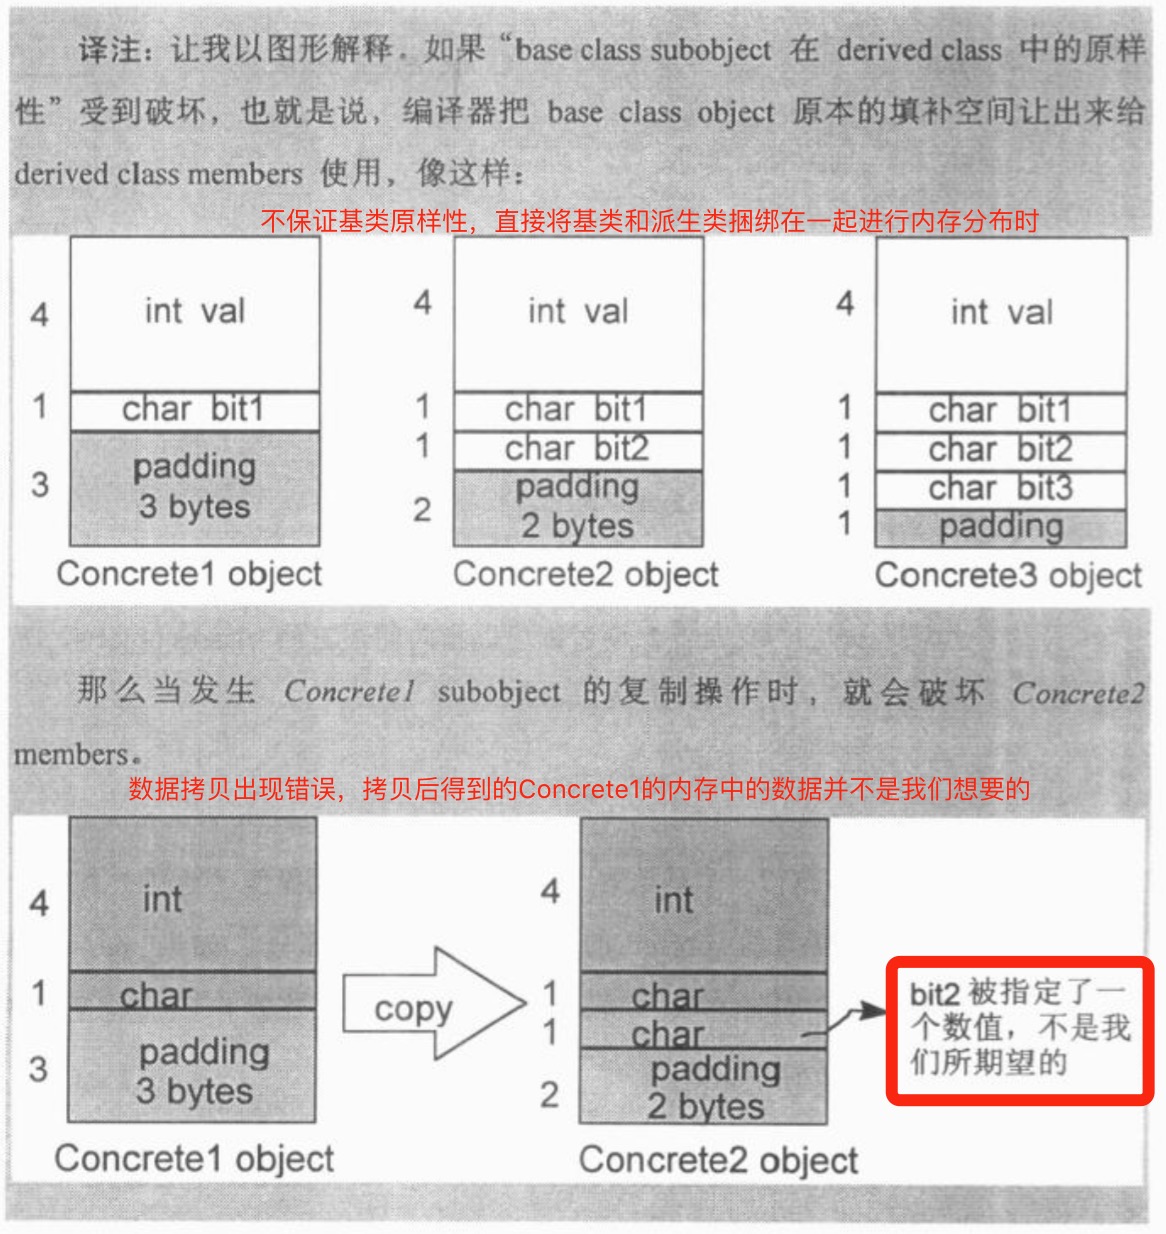 译注：让我以图形解释。如果“base class subobject 在 derived class 中的原样
性”受到破坏，也就是说，编译器把 base class object 原本的填补空间让出来给
derived class members 使用，像这样：
不保证基类原样性，直接将基类和派生类捆绑在一起进行内存分布时
4 int val 4 int val 4 int val
1 char bit1 1 char bit1 1 char bit1
1 char bit2 1 char bit2
3 padding 3 bytes 2 padding 2 bytes 1 char bit3
1 padding
Concrete1 object Concrete2 object Concrete3 object
那么当发生 Concrete1 subobject 的复制操作时，就会破坏 Concrete2
members。
数据拷贝出现错误，拷贝后得到的Concrete1的内存中的数据并不是我们想要的
4 int 4 int
1 char copy 1 char
1 char
3 padding 3 bytes 2 padding 2 bytes
bit2 被指定了一
个数值，不是我
们所期望的
Concrete1 object Concrete2 object